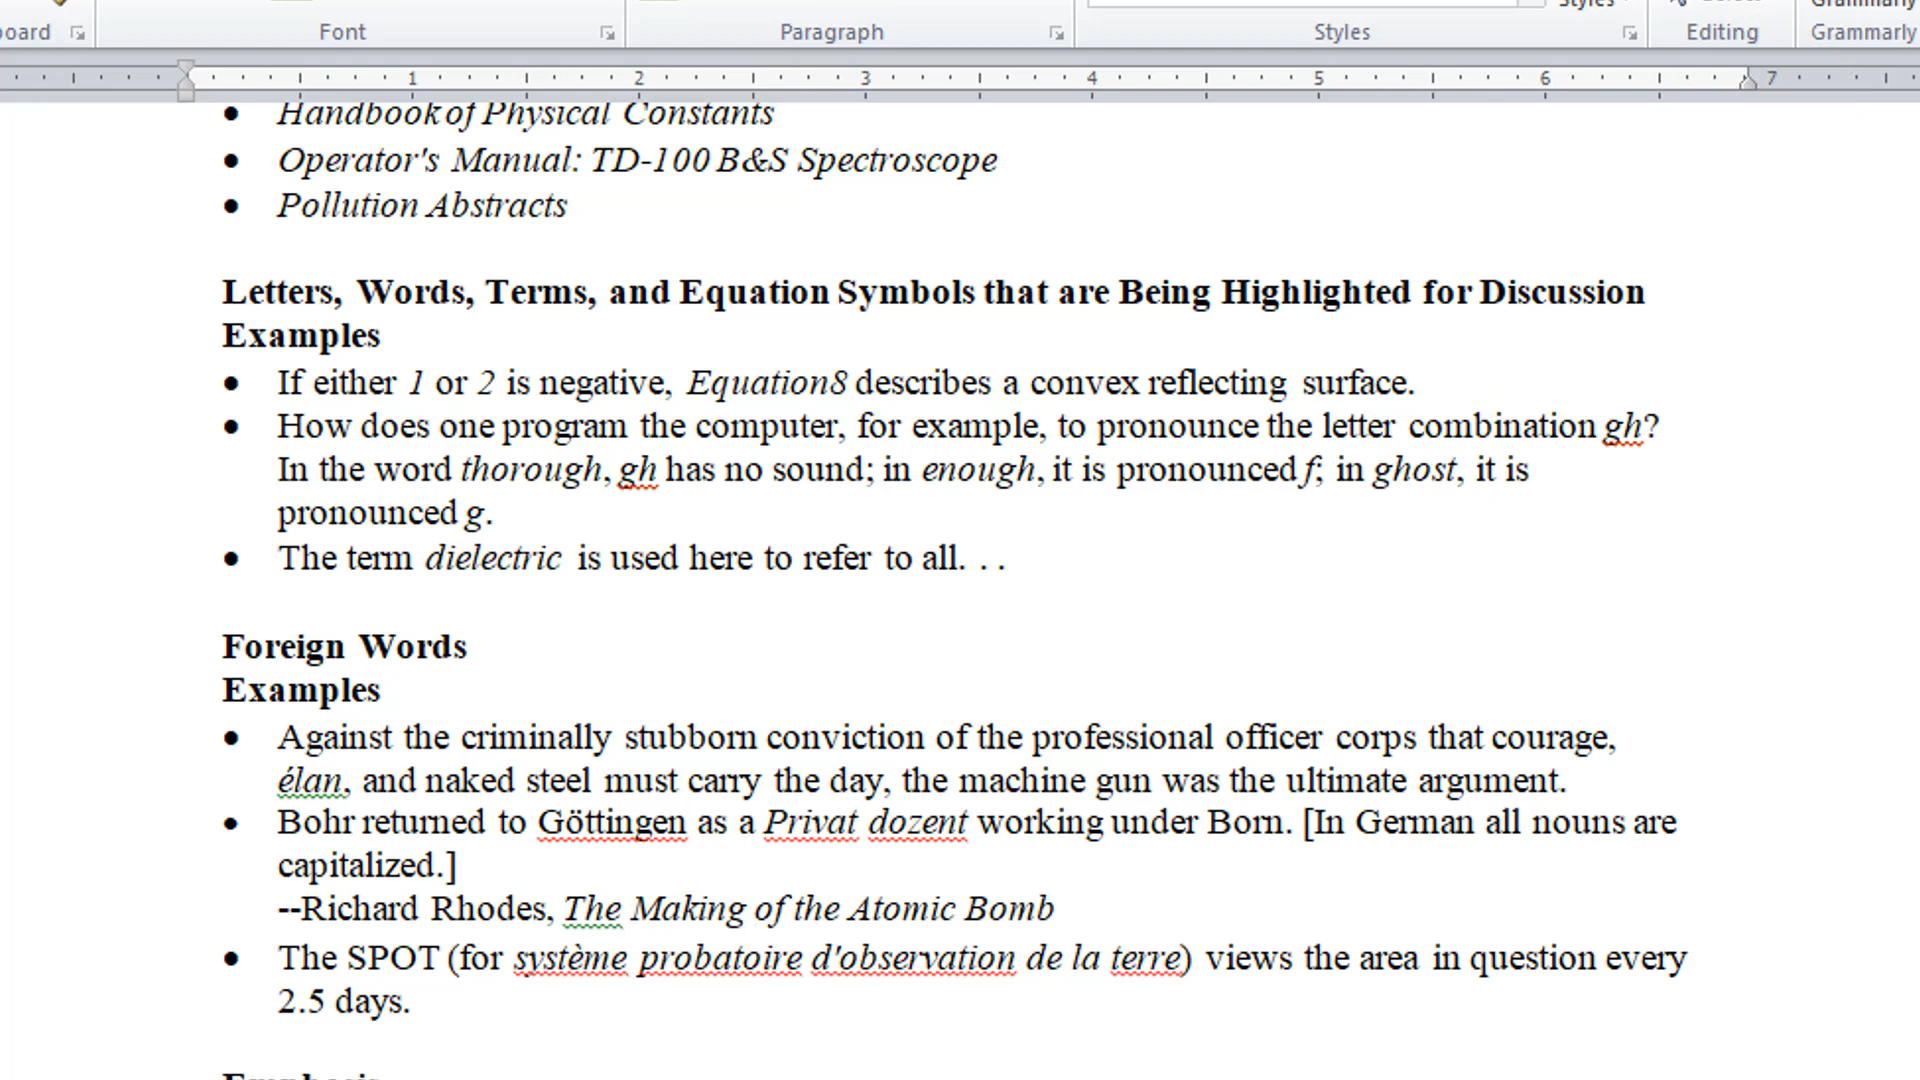 Font Paragraph Styles Editing Grammarly
1 2 3 4 5 6 7
• Handbook of Physical Constants
• Operator's Manual: TD-100 B&S Spectroscope
• Pollution Abstracts
Letters, Words, Terms, and Equation Symbols that are Being Highlighted for Discussion
Examples
• If either 1 or 2 is negative, Equation8 describes a convex reflecting surface.
• How does one program the computer, for example, to pronounce the letter combination gh?
In the word thorough, gh has no sound; in enough, it is pronounced f; in ghost, it is
pronounced g.
• The term dielectric is used here to refer to all. . .
Foreign Words
Examples
• Against the criminally stubborn conviction of the professional officer corps that courage,
élan, and naked steel must carry the day, the machine gun was the ultimate argument.
• Bohr returned to Göttingen as a Privat dozent working under Born. [In German all nouns are
capitalized.]
--Richard Rhodes, The Making of the Atomic Bomb
• The SPOT (for système probatoire d'observation de la terre) views the area in question every
2.5 days.